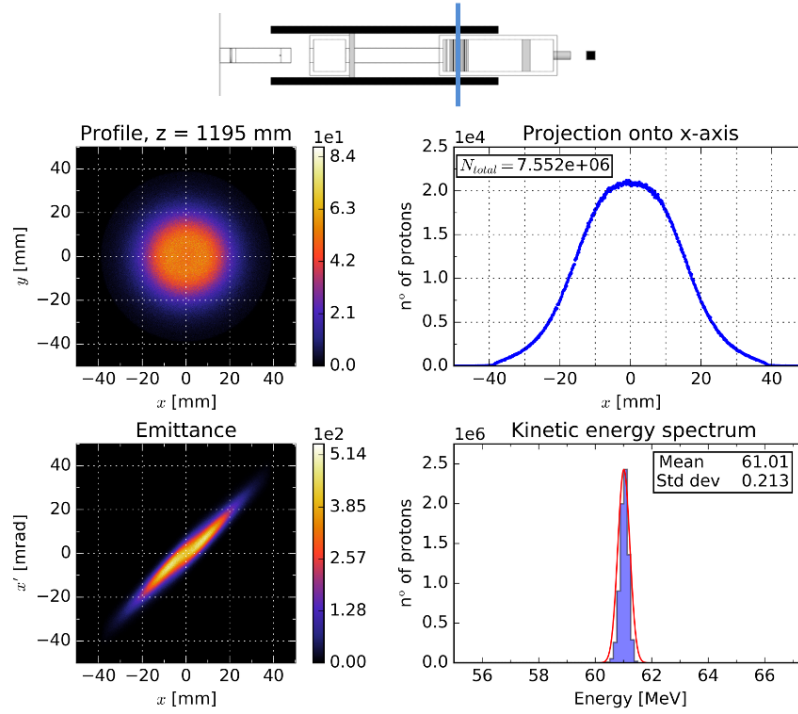 Profile, z = 1195 mm
1e1
8.4
6.3
4.2
2.1
0.0
40
20
0
−20
−40
y [mm]
−40 −20 0 20 40
x [mm]
Projection onto x-axis
1e4
N_total = 7.552e+06
2.5
2.0
1.5
1.0
0.5
0.0
nº of protons
−40 −20 0 20 40
x [mm]
Emittance
1e2
5.14
3.85
2.57
1.28
0.00
40
20
0
−20
−40
x′ [mrad]
−40 −20 0 20 40
x [mm]
Kinetic energy spectrum
1e6
Mean 61.01
Std dev 0.213
2.5
2.0
1.5
1.0
0.5
0.0
nº of protons
56 58 60 62 64 66
Energy [MeV]